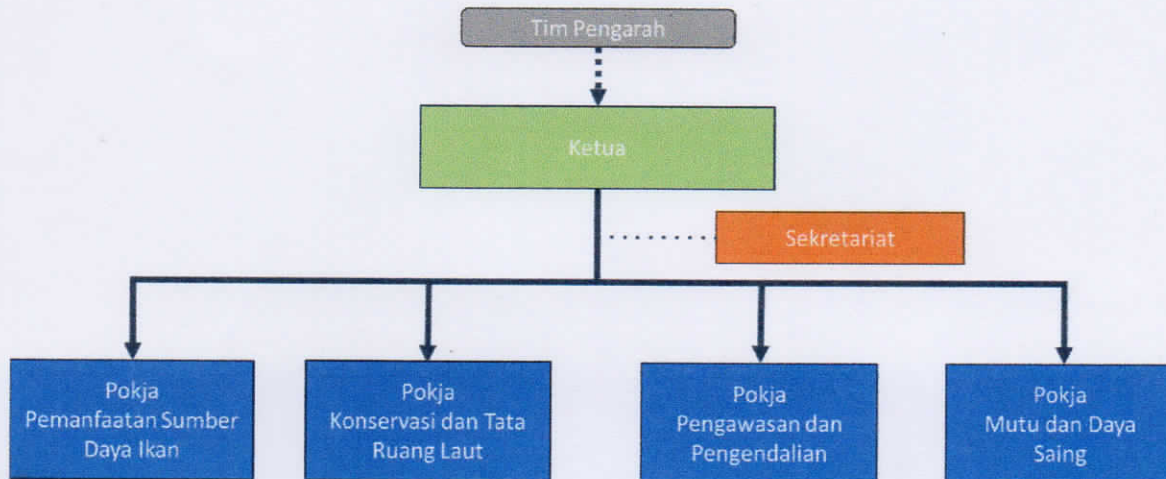 Tim Pengarah
Ketua
Sekretariat
Pokja
Pemanfaatan Sumber
Daya Ikan
Pokja
Konservasi dan Tata
Ruang Laut
Pokja
Pengawasan dan
Pengendalian
Pokja
Mutu dan Daya
Saing